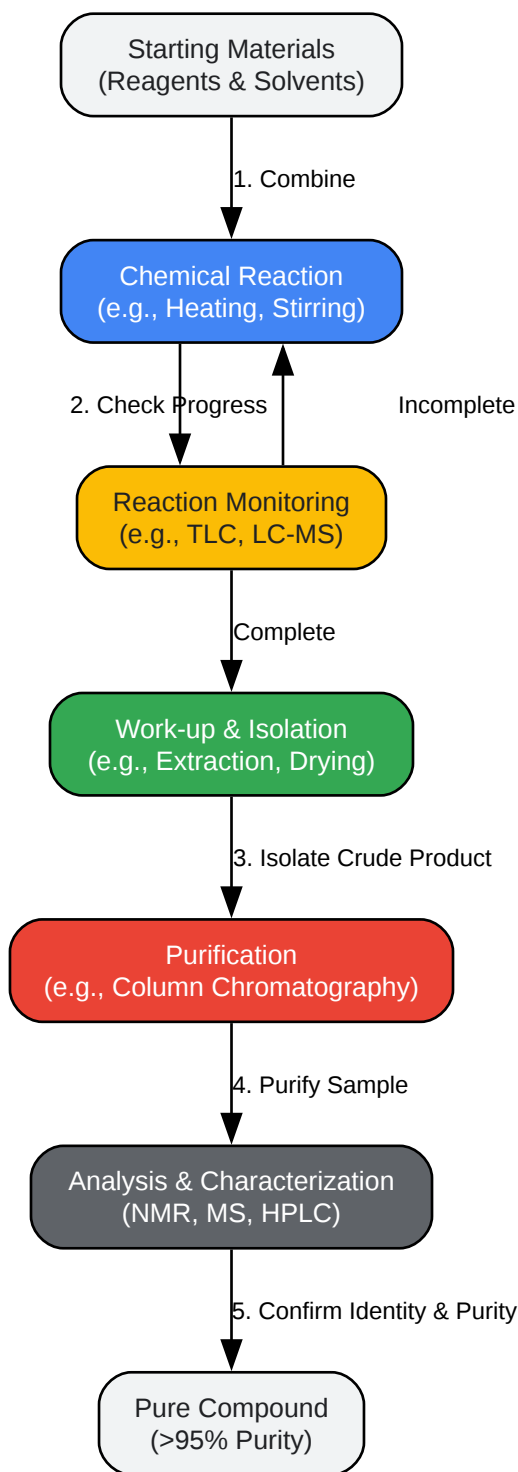 Starting Materials
(Reagents & Solvents)
1. Combine
Chemical Reaction
(e.g., Heating, Stirring)
2. Check Progress
Incomplete
Reaction Monitoring
(e.g., TLC, LC-MS)
Complete
Work-up & Isolation
(e.g., Extraction, Drying)
3. Isolate Crude Product
Purification
(e.g., Column Chromatography)
4. Purify Sample
Analysis & Characterization
(NMR, MS, HPLC)
5. Confirm Identity & Purity
Pure Compound
(>95% Purity)